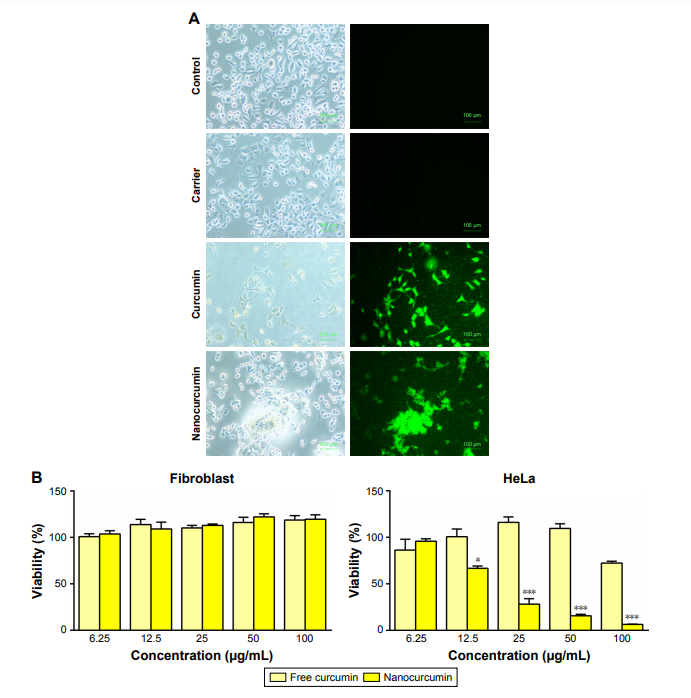 A
Control
100 µm
Carrier
100 µm
Curcumin
100 µm
Nanocurcumin
100 µm
B
Fibroblast
HeLa
Viability (%)
150
100
50
0
6.25 12.5 25 50 100
Concentration (µg/mL)
Viability (%)
150
100
50
0
*
***
***
***
6.25 12.5 25 50 100
Concentration (µg/mL)
Free curcumin Nanocurcumin